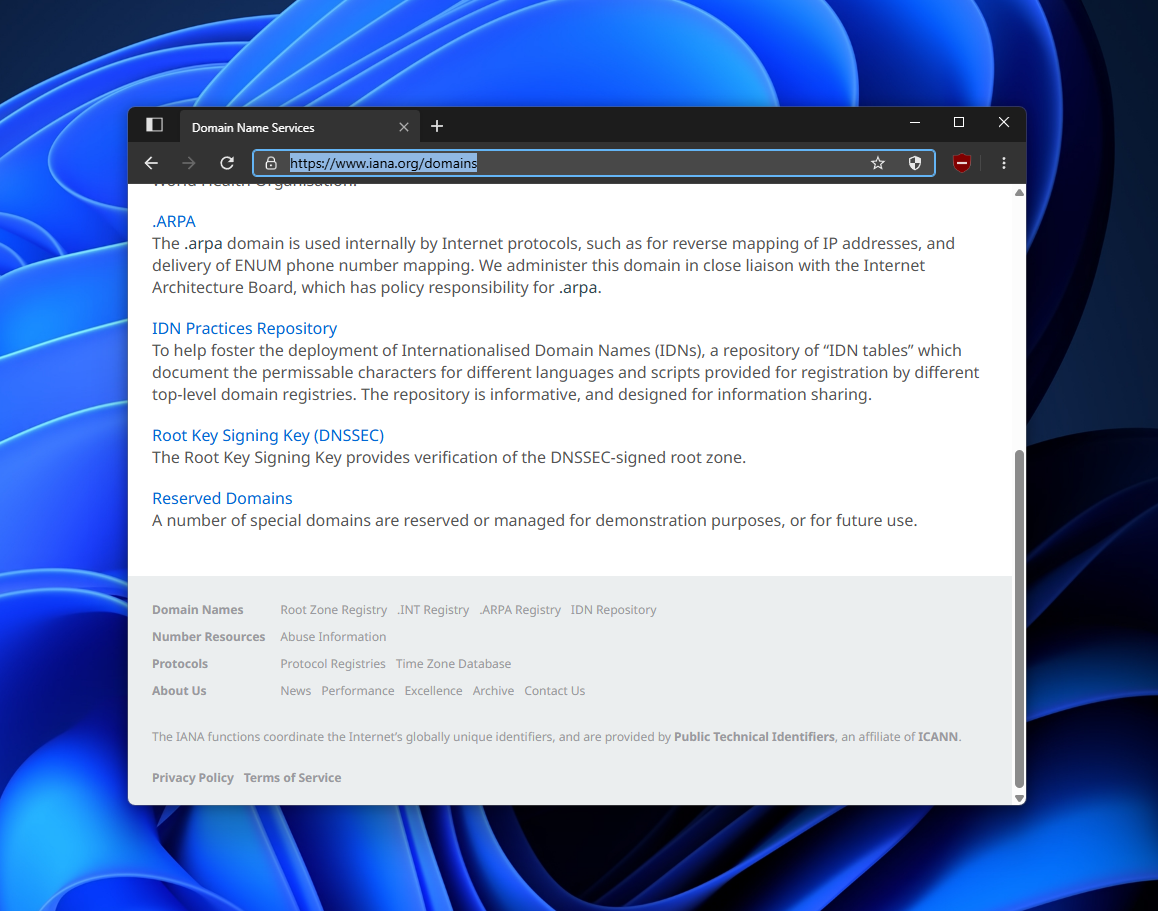 Domain Name Services
https://www.iana.org/domains
World Health Organisation.
.ARPA
The .arpa domain is used internally by Internet protocols, such as for reverse mapping of IP addresses, and
delivery of ENUM phone number mapping. We administer this domain in close liaison with the Internet
Architecture Board, which has policy responsibility for .arpa.
IDN Practices Repository
To help foster the deployment of Internationalised Domain Names (IDNs), a repository of “IDN tables” which
document the permissable characters for different languages and scripts provided for registration by different
top-level domain registries. The repository is informative, and designed for information sharing.
Root Key Signing Key (DNSSEC)
The Root Key Signing Key provides verification of the DNSSEC-signed root zone.
Reserved Domains
A number of special domains are reserved or managed for demonstration purposes, or for future use.
Domain Names Root Zone Registry .INT Registry .ARPA Registry IDN Repository
Number Resources Abuse Information
Protocols Protocol Registries Time Zone Database
About Us News Performance Excellence Archive Contact Us
The IANA functions coordinate the Internet’s globally unique identifiers, and are provided by Public Technical Identifiers, an affiliate of ICANN.
Privacy Policy Terms of Service